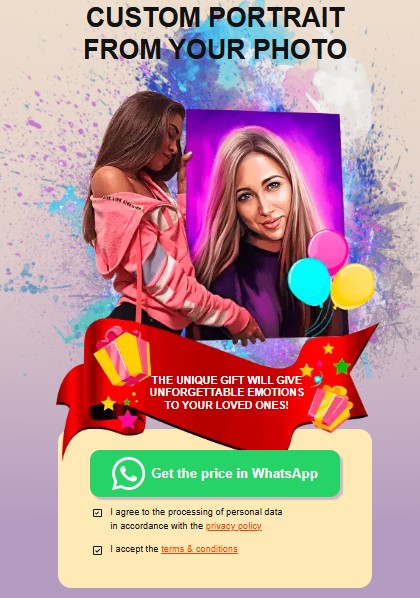 CUSTOM PORTRAIT
FROM YOUR PHOTO
THE UNIQUE GIFT WILL GIVE
UNFORGETTABLE EMOTIONS
TO YOUR LOVED ONES!
Get the price in WhatsApp
I agree to the processing of personal data
in accordance with the privacy policy
I accept the terms & conditions